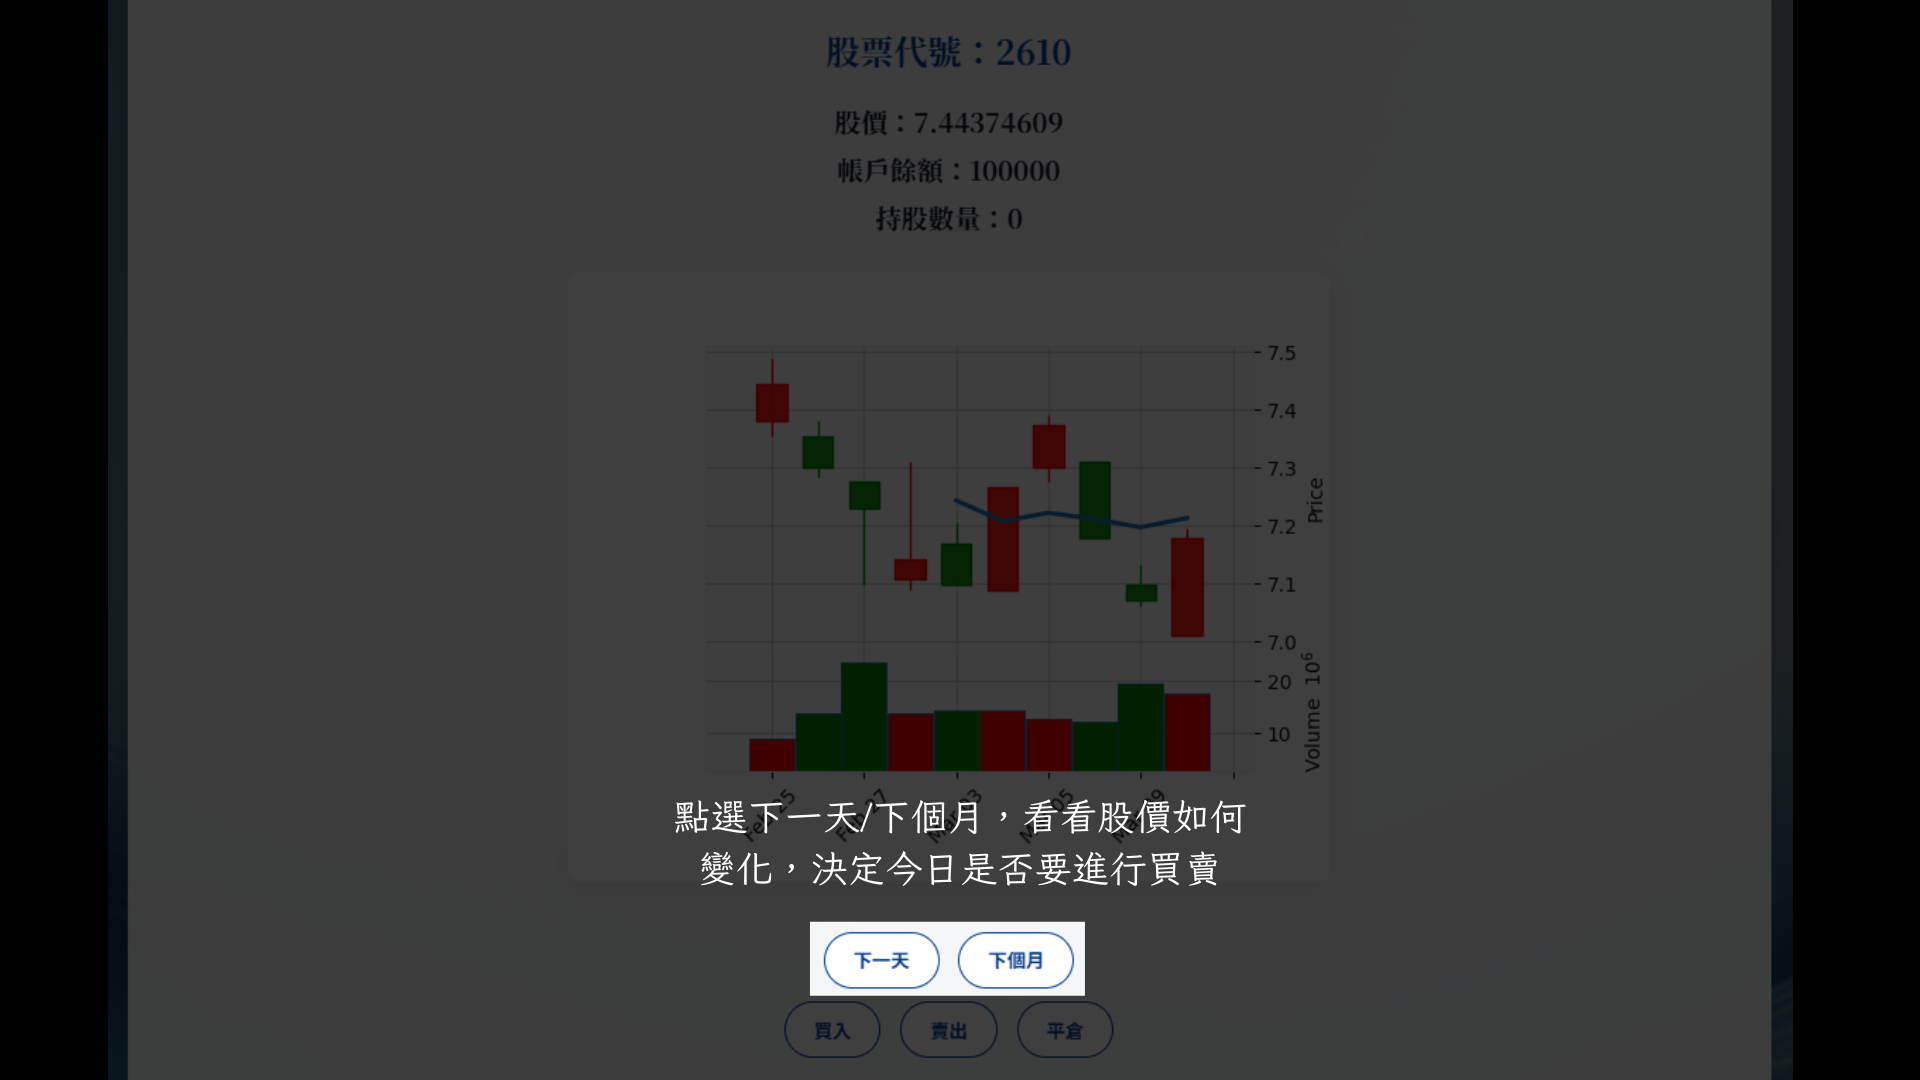 股票代號：2610
股價：7.44374609
帳戶餘額：100000
持股數量：0
7.5
7.4
7.3
7.2
7.1
7.0
Price
20
10
Volume 10^6
點選下一天/下個月，看看股價如何
變化，決定今日是否要進行買賣
下一天
下個月
買入
賣出
平倉